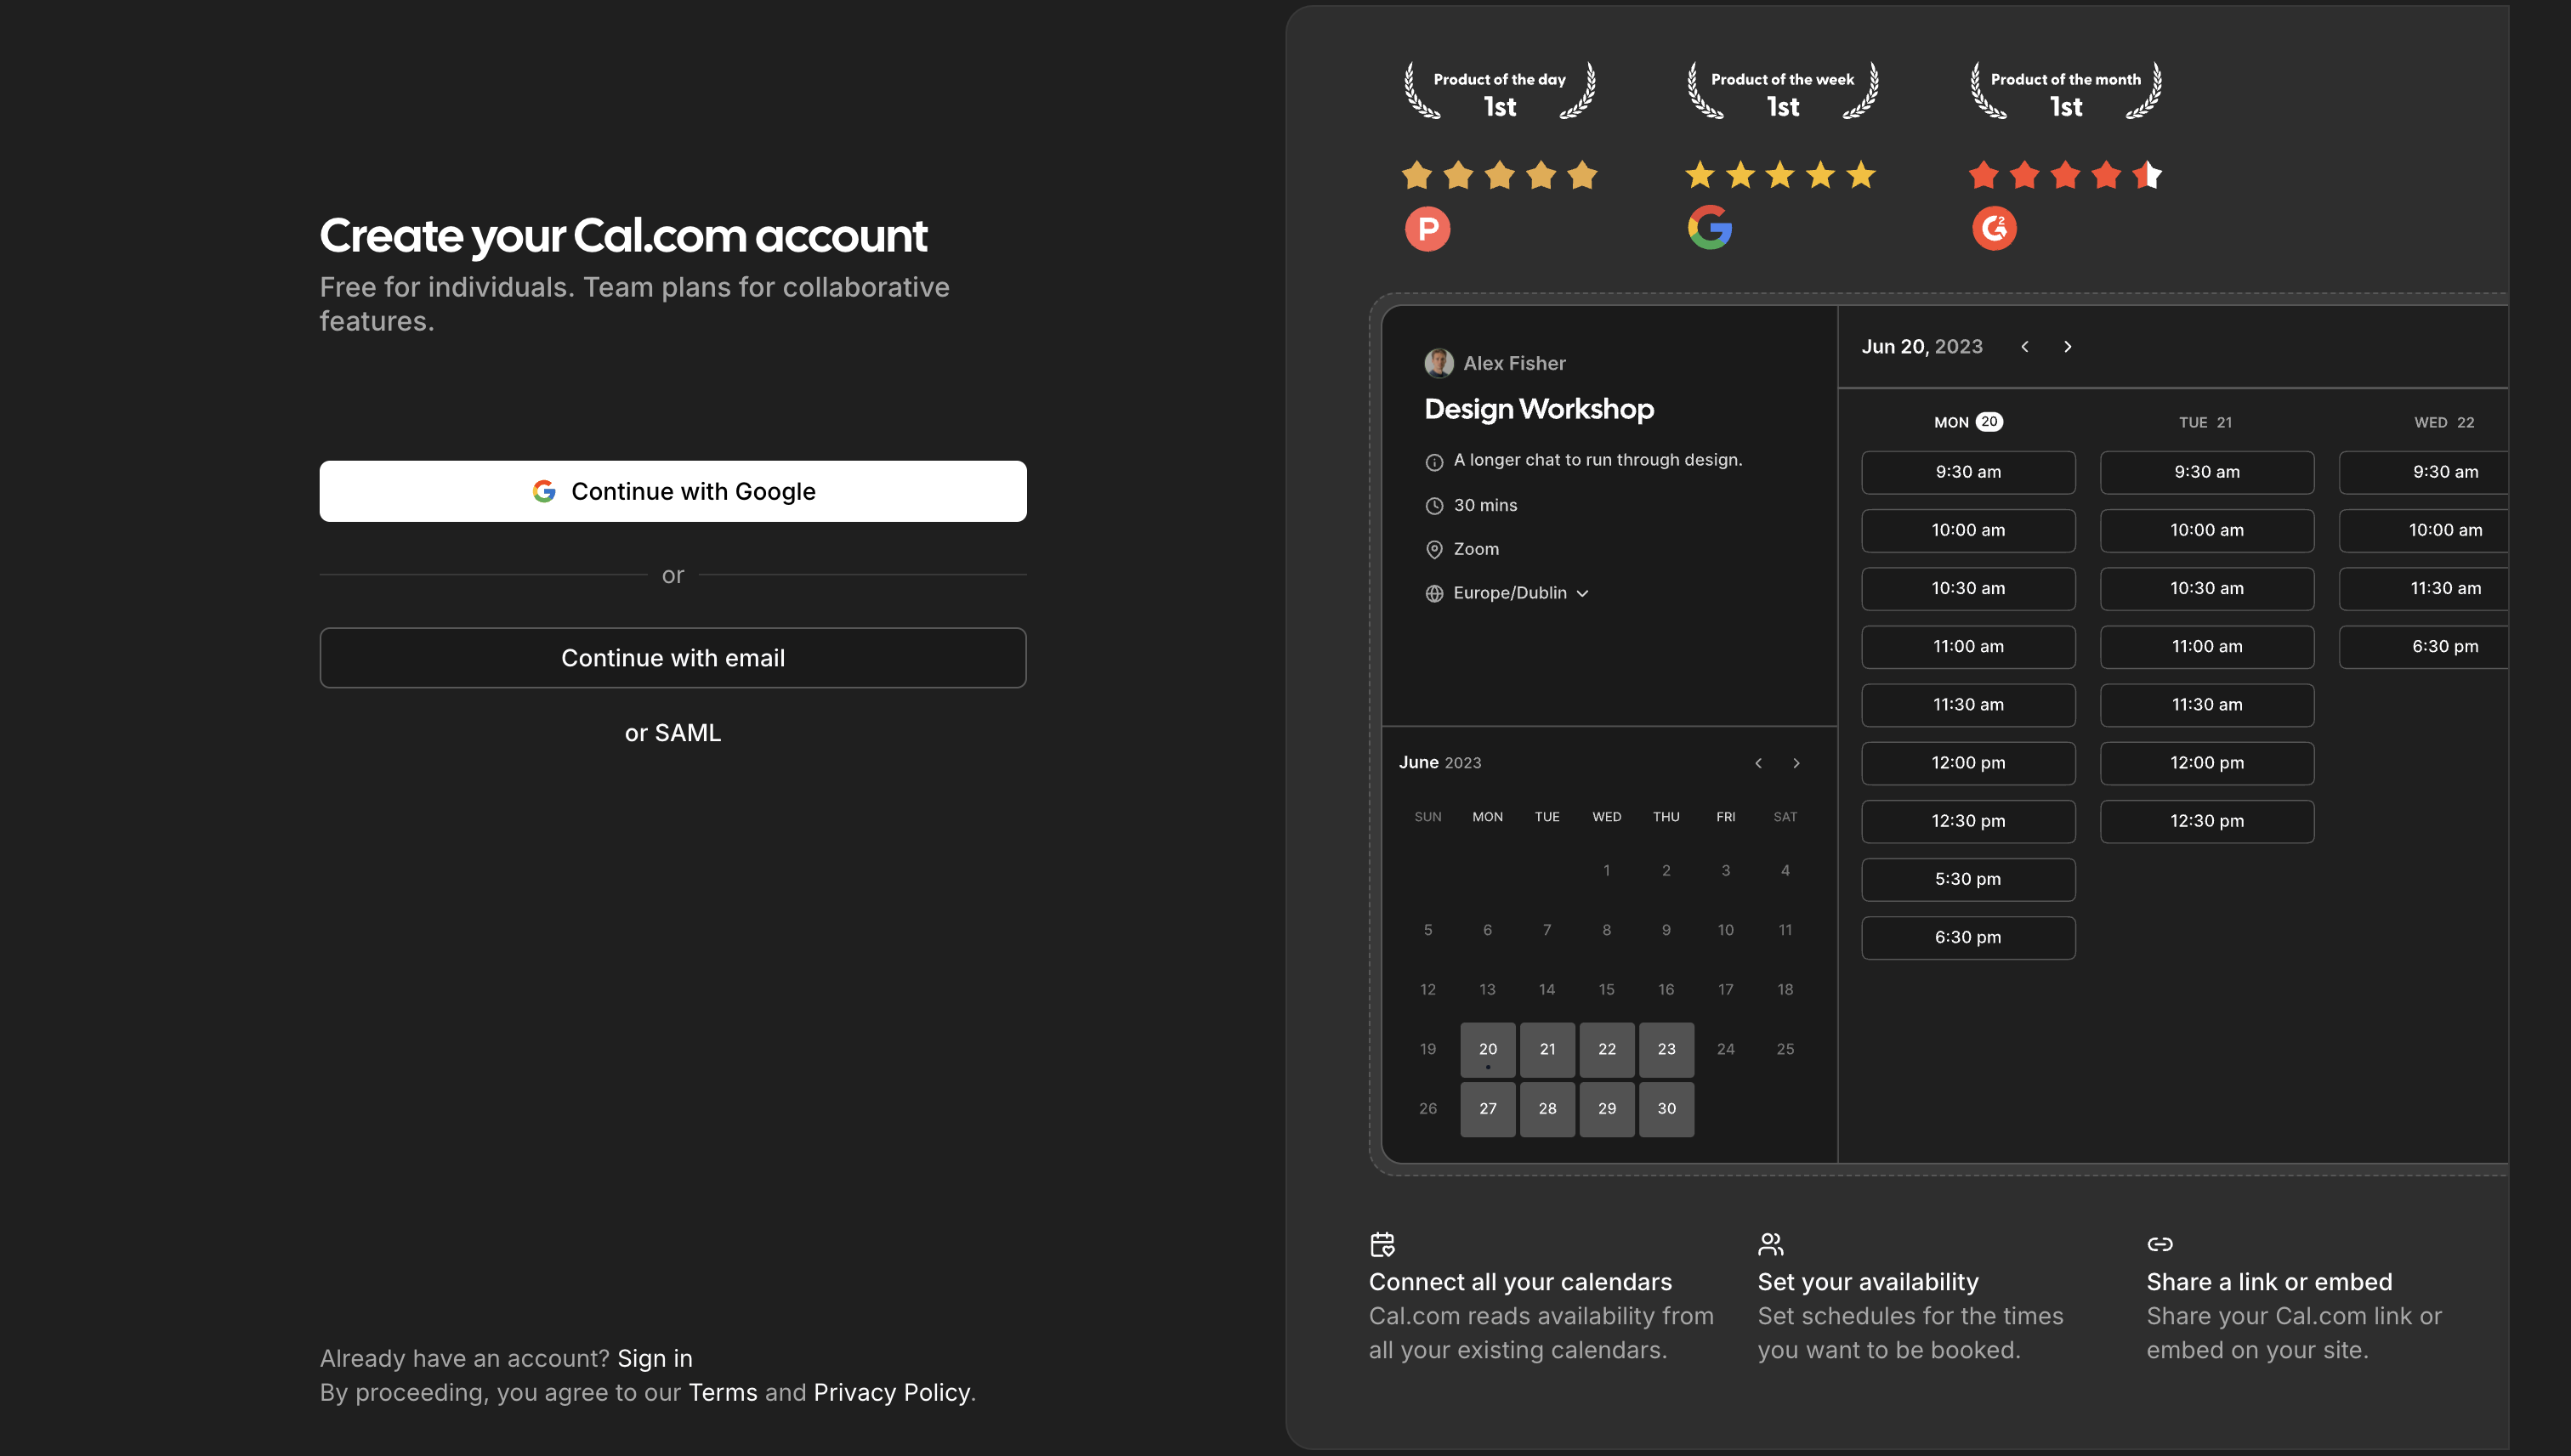 Create your Cal.com account
Free for individuals. Team plans for collaborative
features.
Continue with Google
or
Continue with email
or SAML
Already have an account? Sign in
By proceeding, you agree to our Terms and Privacy Policy.
Product of the day
1st
Product of the week
1st
Product of the month
1st
P
G
G2
Alex Fisher
Design Workshop
A longer chat to run through design.
30 mins
Zoom
Europe/Dublin
June 2023
SUN MON TUE WED THU FRI SAT
1 2 3 4
5 6 7 8 9 10 11
12 13 14 15 16 17 18
19 20 21 22 23 24 25
26 27 28 29 30
Jun 20, 2023
MON 20 TUE 21 WED 22
9:30 am 9:30 am 9:30 am
10:00 am 10:00 am 10:00 am
10:30 am 10:30 am 11:30 am
11:00 am 11:00 am 6:30 pm
11:30 am 11:30 am
12:00 pm 12:00 pm
12:30 pm 12:30 pm
5:30 pm
6:30 pm
Connect all your calendars
Cal.com reads availability from
all your existing calendars.
Set your availability
Set schedules for the times
you want to be booked.
Share a link or embed
Share your Cal.com link or
embed on your site.